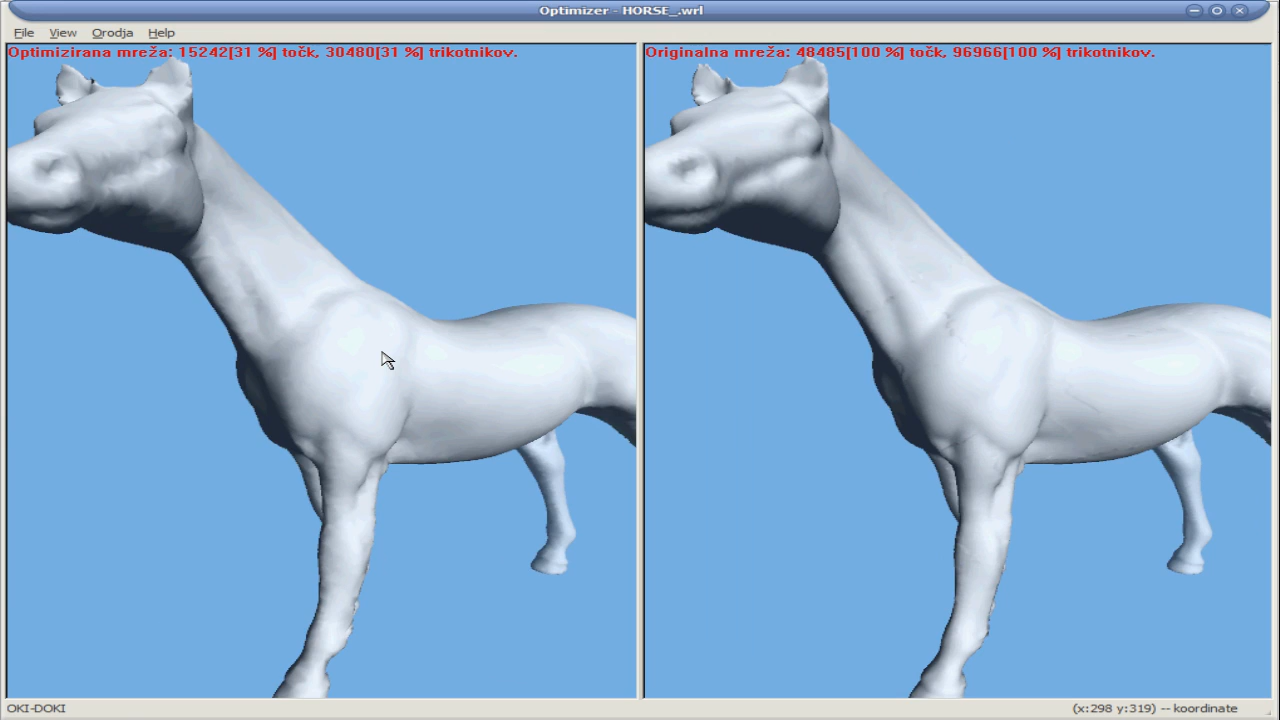 Optimizer - HORSE_.wrl
File View Orodja Help
Optimizirana mreža: 15242[31 %] točk, 30480[31 %] trikotnikov.
Originalna mreža: 48485[100 %] točk, 96966[100 %] trikotnikov.
OKI-DOKI
(x:298 y:319) -- koordinate